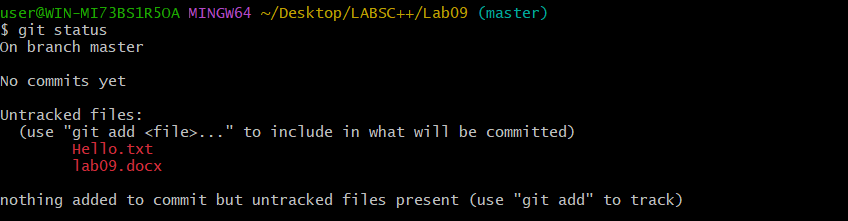 user@WIN-MI73BS1R5OA MINGW64 ~/Desktop/LABSC++/Lab09 (master)
$ git status
On branch master
No commits yet
Untracked files:
(use "git add <file>..." to include in what will be committed)
Hello.txt
lab09.docx
nothing added to commit but untracked files present (use "git add" to track)